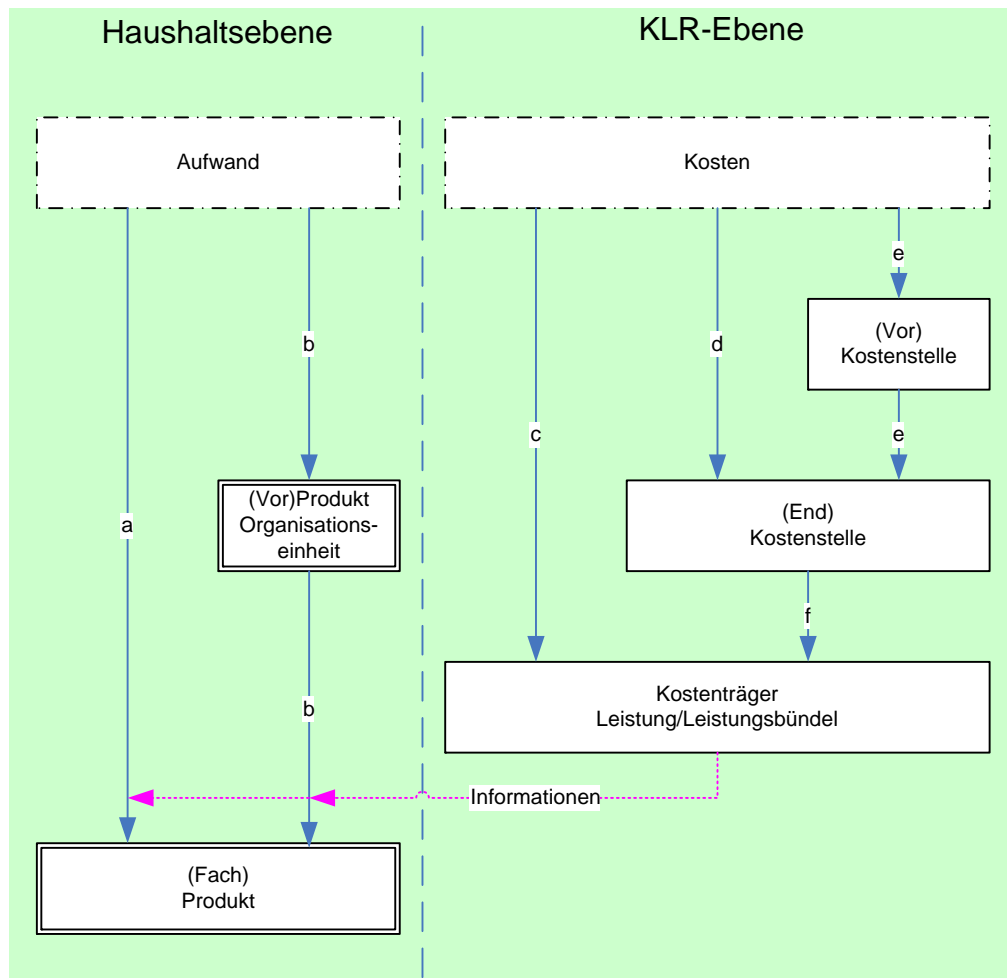 Haushaltsebene
KLR-Ebene
Aufwand
Kosten
e
(Vor)
Kostenstelle
b
d
c
e
(Vor)Produkt
Organisations-
einheit
a
(End)
Kostenstelle
f
b
Kostenträger
Leistung/Leistungsbündel
Informationen
(Fach)
Produkt